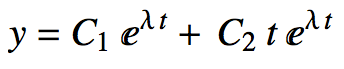 y = C₁ e^{λt} + C₂ t e^{λt}